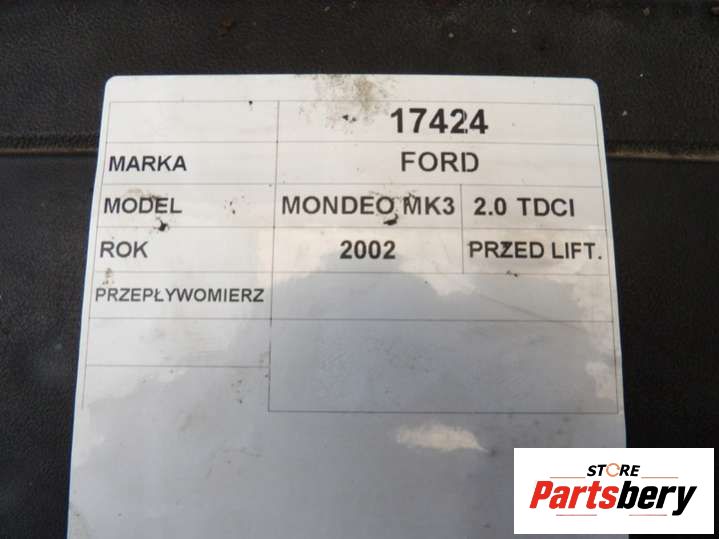 17424
MARKA FORD
MODEL MONDEO MK3 2.0 TDCI
ROK 2002 PRZED LIFT.
PRZEPŁYWOMIERZ
STORE
Partsbery